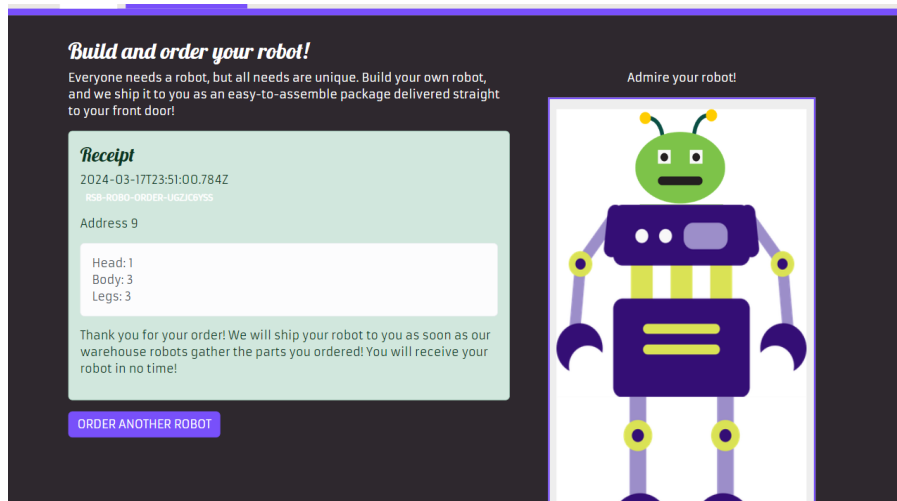 Build and order your robot!
Everyone needs a robot, but all needs are unique. Build your own robot,
and we ship it to you as an easy-to-assemble package delivered straight
to your front door!
Admire your robot!
Receipt
2024-03-17T23:51:00.784Z
RSB-ROBO-ORDER-UGZJC6YSS
Address 9
Head: 1
Body: 3
Legs: 3
Thank you for your order! We will ship your robot to you as soon as our
warehouse robots gather the parts you ordered! You will receive your
robot in no time!
ORDER ANOTHER ROBOT